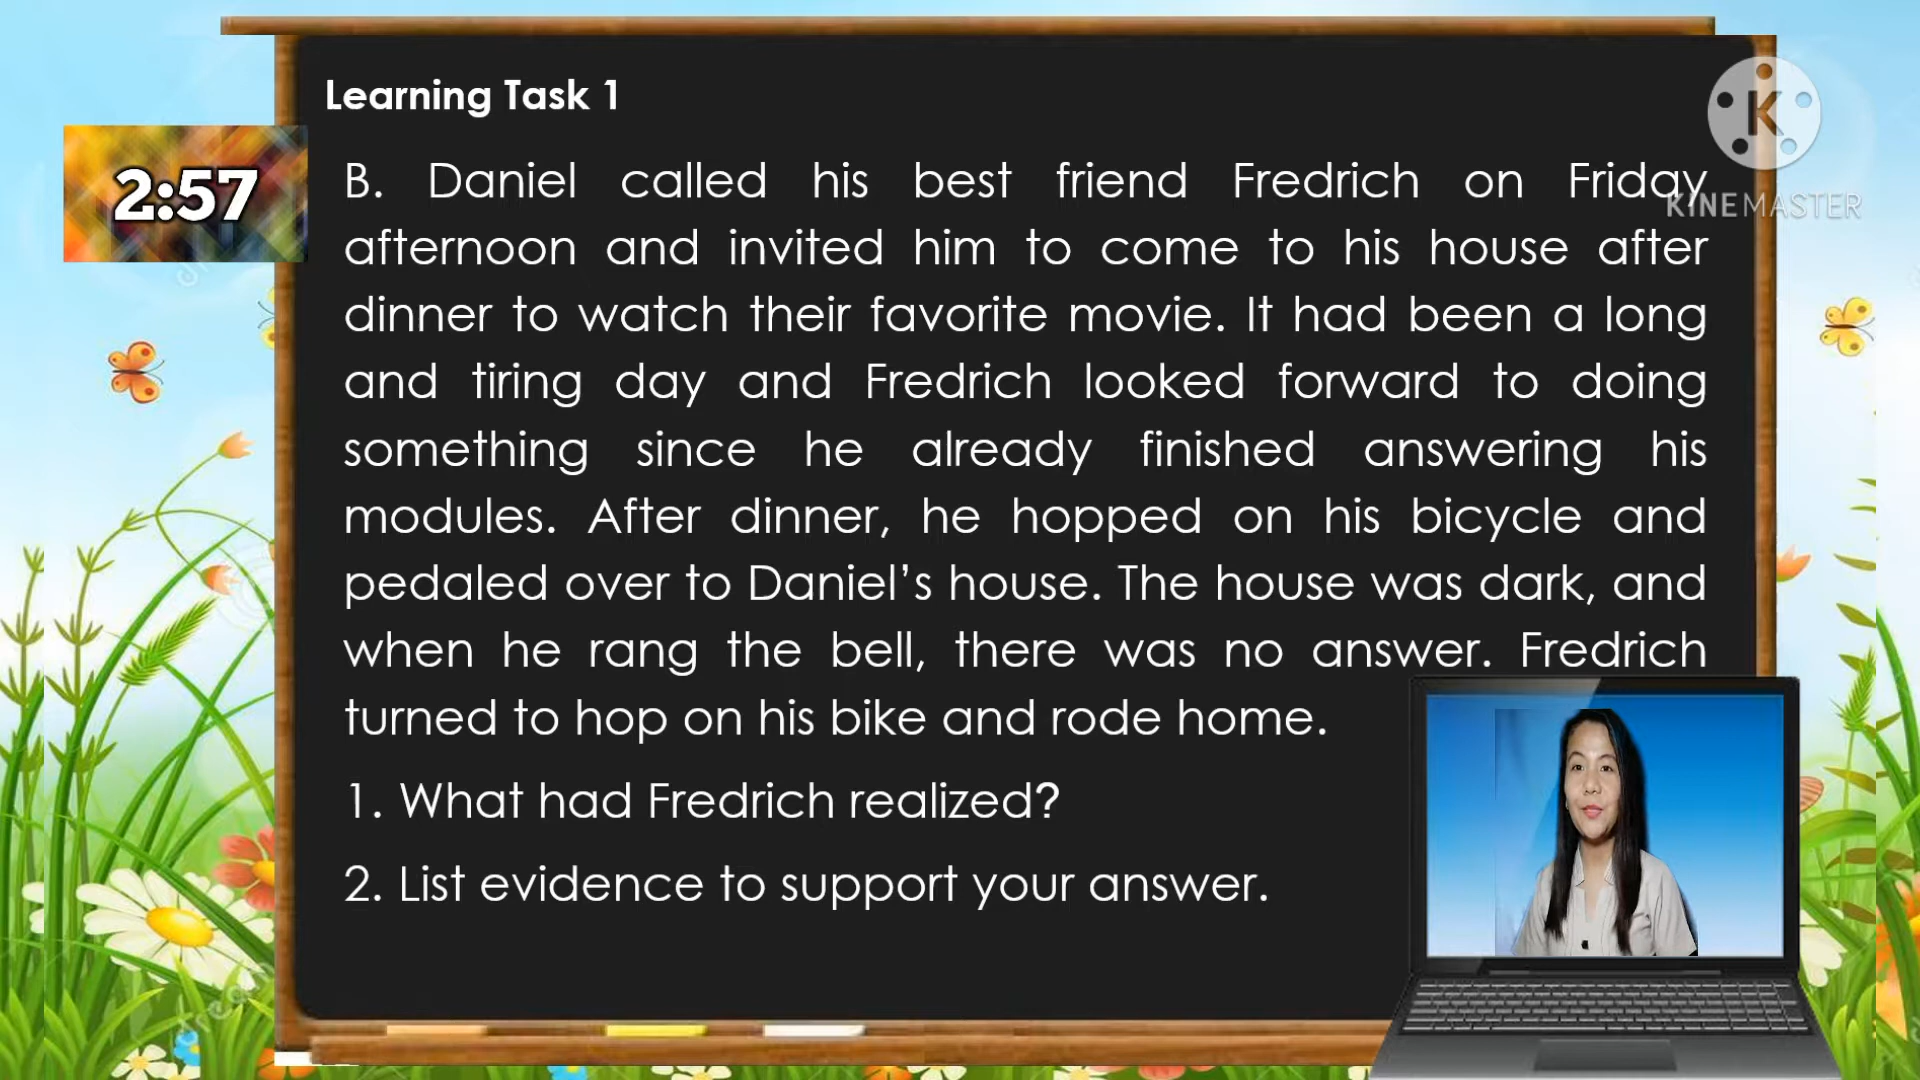 Learning Task 1
2:57
B. Daniel called his best friend Fredrich on Friday
afternoon and invited him to come to his house after
dinner to watch their favorite movie. It had been a long
and tiring day and Fredrich looked forward to doing
something since he already finished answering his
modules. After dinner, he hopped on his bicycle and
pedaled over to Daniel’s house. The house was dark, and
when he rang the bell, there was no answer. Fredrich
turned to hop on his bike and rode home.
1. What had Fredrich realized?
2. List evidence to support your answer.
K
KINEMASTER